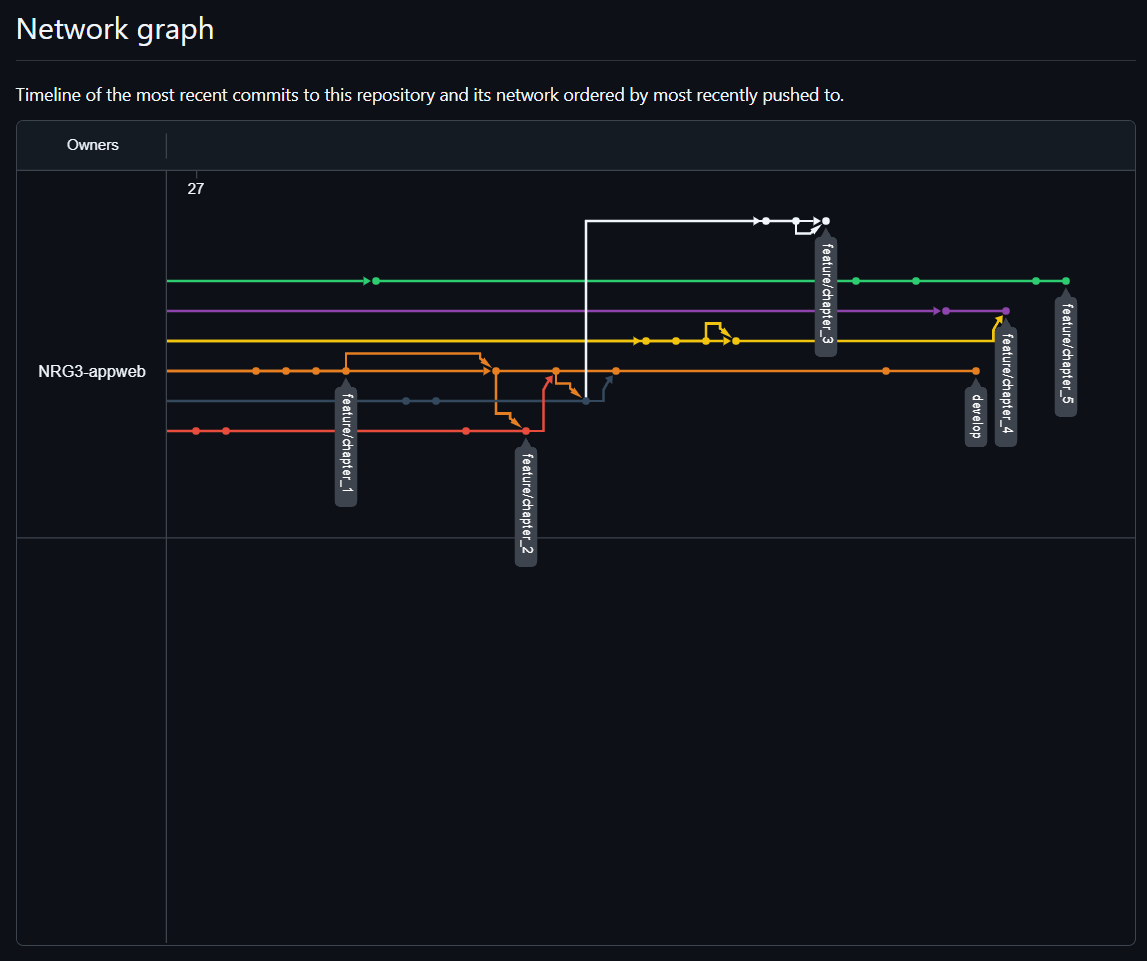 Network graph
Timeline of the most recent commits to this repository and its network ordered by most recently pushed to.
Owners
27
NRG3-appweb
feature/chapter_1
feature/chapter_2
feature/chapter_3
develop
feature/chapter_4
feature/chapter_5